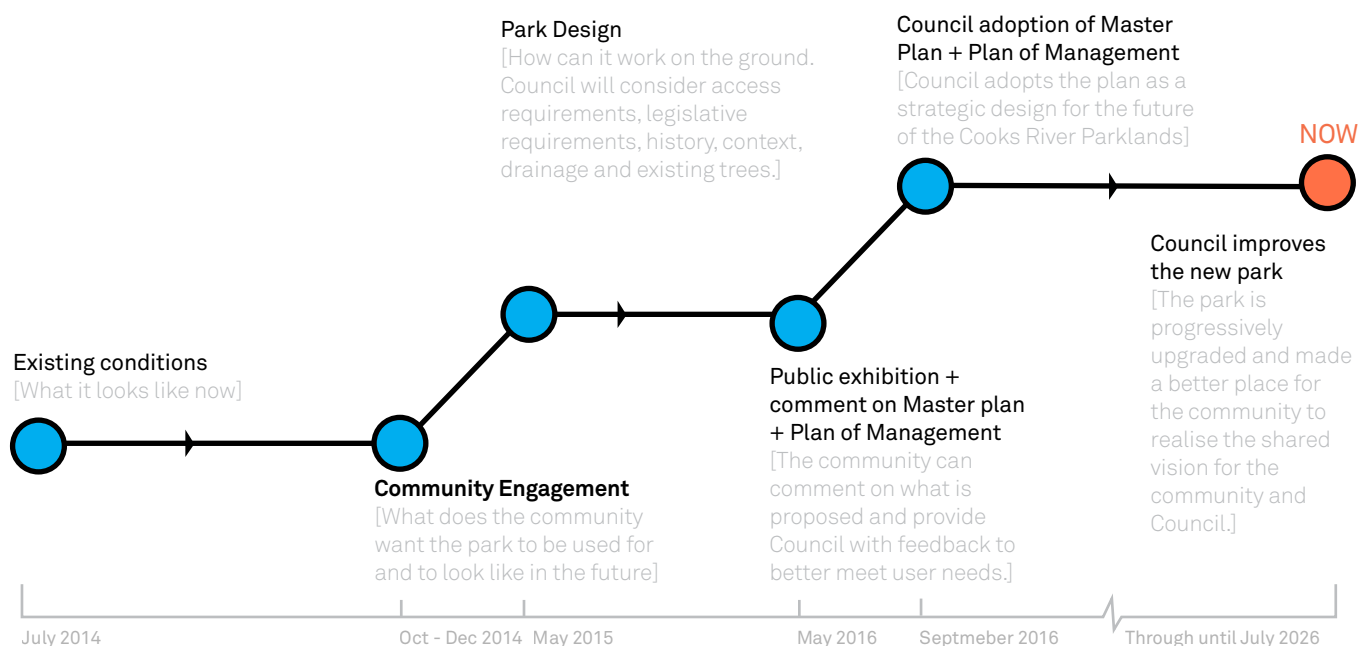 Existing conditions
[What it looks like now]
Community Engagement
[What does the community
want the park to be used for
and to look like in the future]
Park Design
[How can it work on the ground.
Council will consider access
requirements, legislative
requirements, history, context,
drainage and existing trees.]
Public exhibition +
comment on Master plan
+ Plan of Management
[The community can
comment on what is
proposed and provide
Council with feedback to
better meet user needs.]
Council adoption of Master
Plan + Plan of Management
[Council adopts the plan as a
strategic design for the future
of the Cooks River Parklands]
NOW
Council improves
the new park
[The park is
progressively
upgraded and made
a better place for
the community to
realise the shared
vision for the
community and
Council.]
July 2014
Oct - Dec 2014
May 2015
May 2016
Septmeber 2016
Through until July 2026